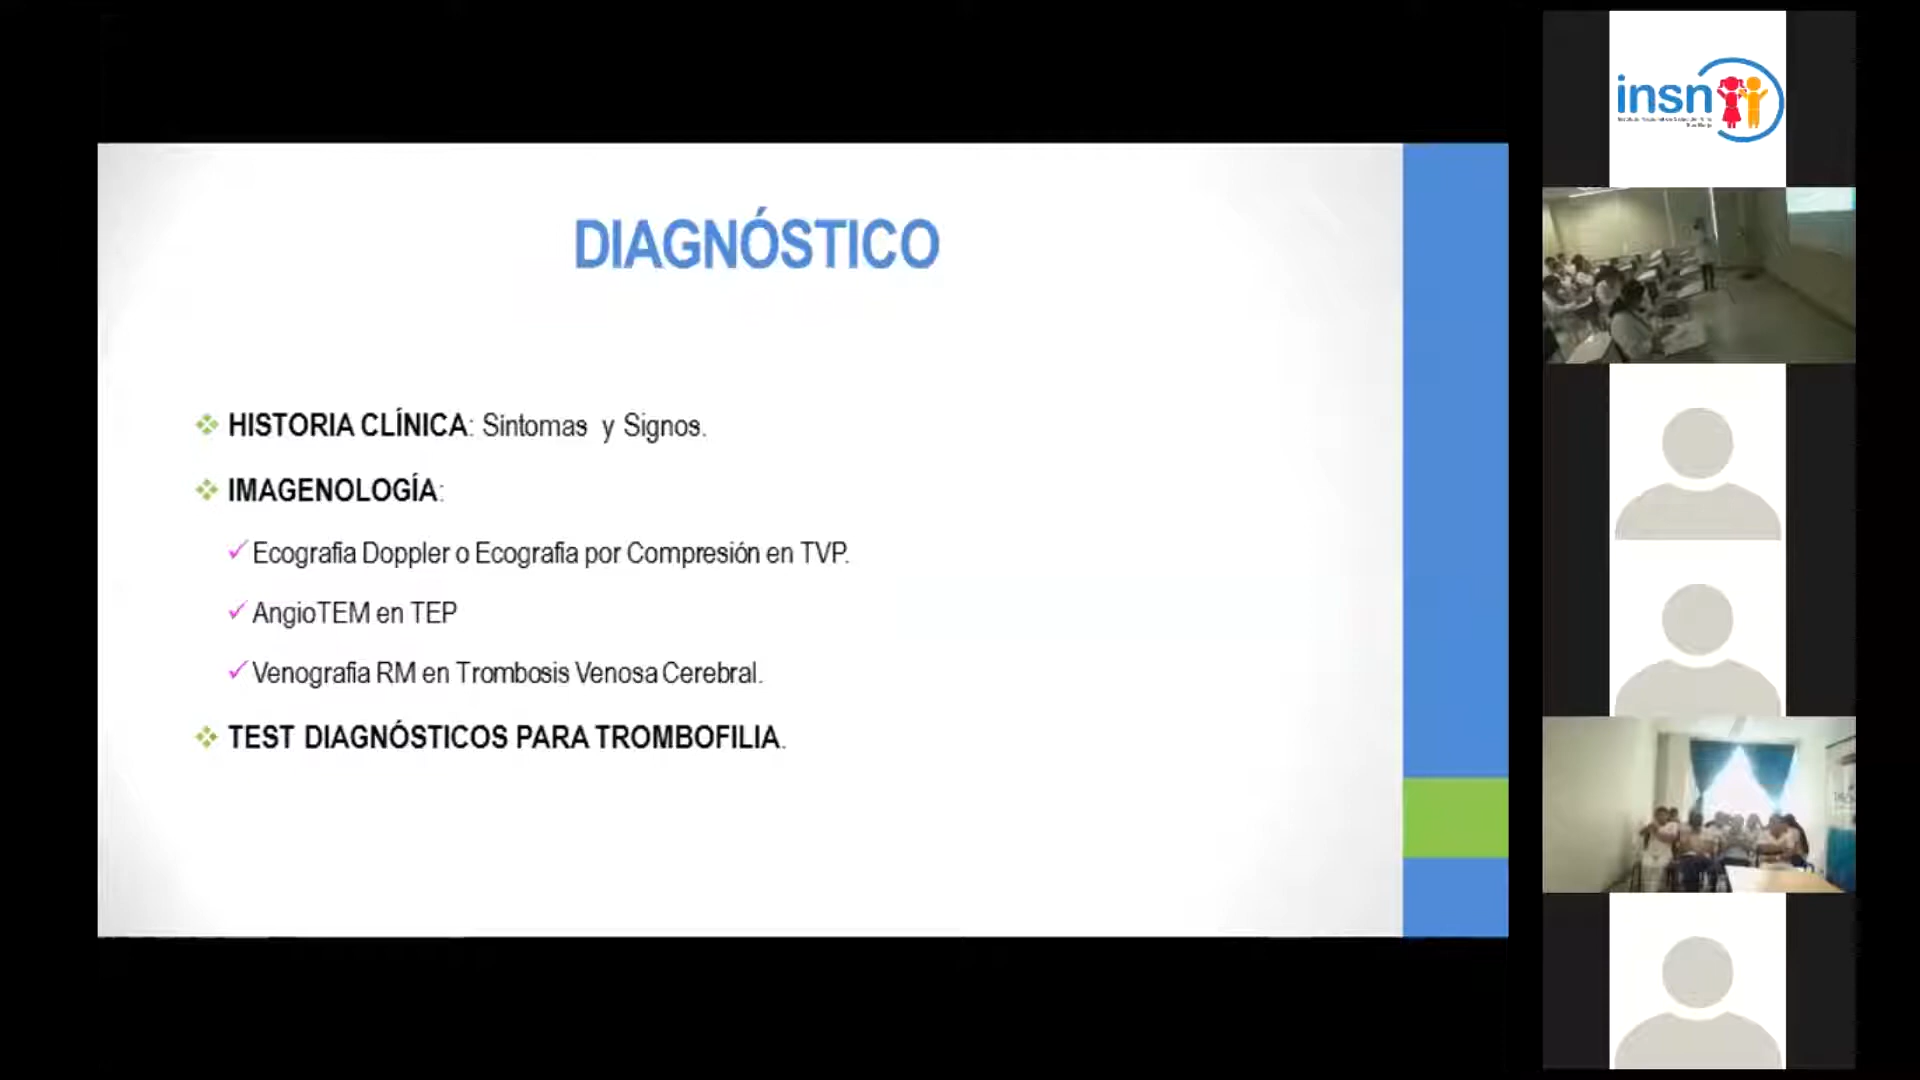 DIAGNÓSTICO
HISTORIA CLÍNICA: Sintomas y Signos.
IMAGENOLOGÍA:
Ecografia Doppler o Ecografia por Compresión en TVP.
AngioTEM en TEP
Venografia RM en Trombosis Venosa Cerebral.
TEST DIAGNÓSTICOS PARA TROMBOFILIA.
insn